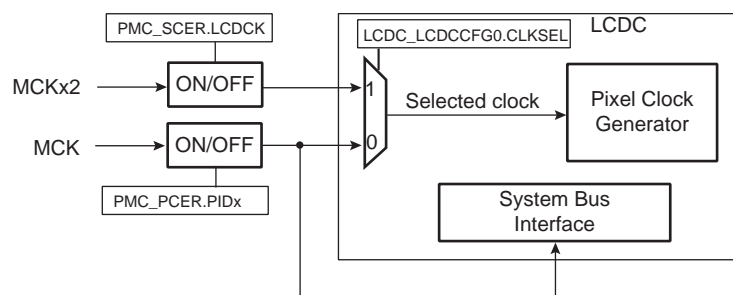 PMC_SCER.LCDCK
LCDC_LCDCCFG0.CLKSEL
LCDC
MCKx2
ON/OFF
1
Selected clock
Pixel Clock
Generator
MCK
ON/OFF
0
PMC_PCER.PIDx
System Bus
Interface